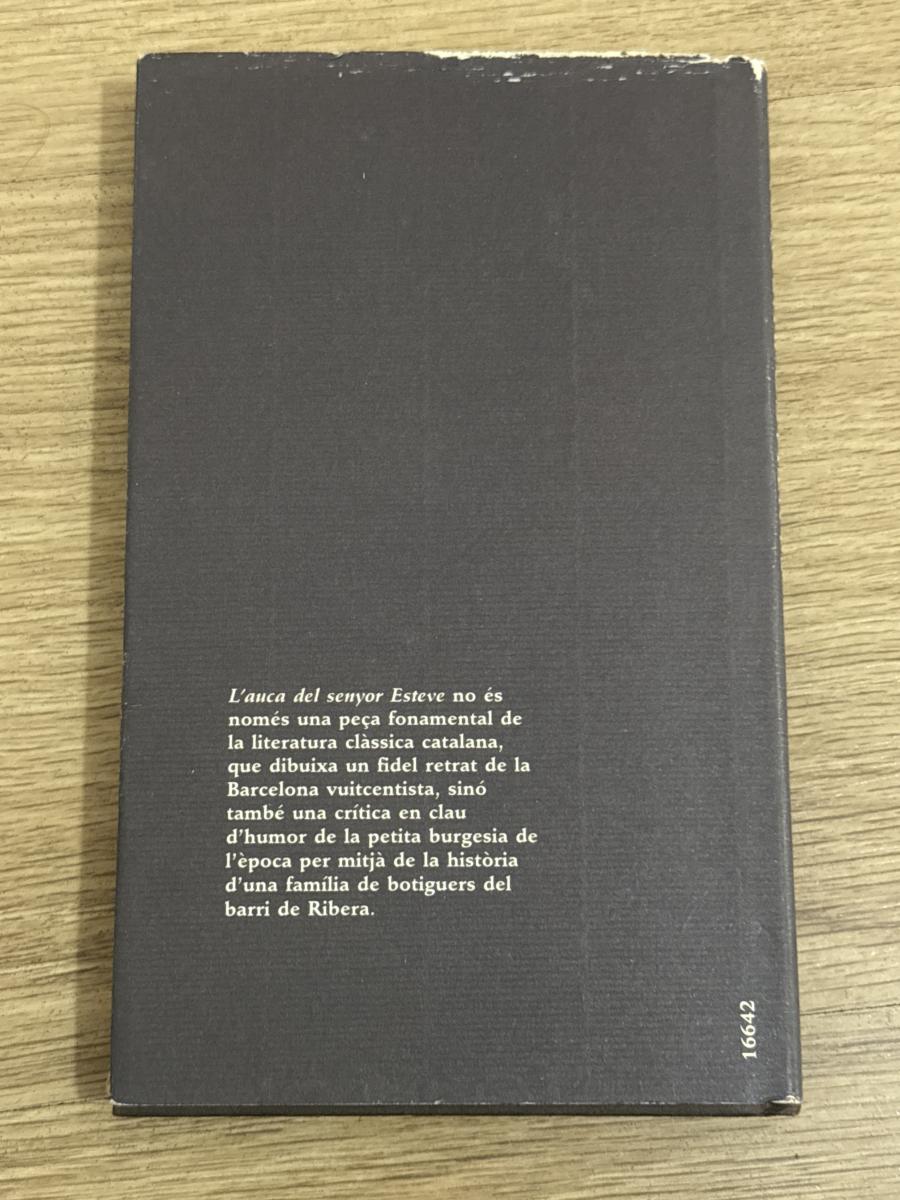 L'auca del senyor Esteve no és
només una peça fonamental de
la literatura clàssica catalana,
que dibuixa un fidel retrat de la
Barcelona vuitcentista, sinó
també una crítica en clau
d'humor de la petita burgesia de
l'època per mitjà de la història
d'una família de botiguers del
barri de Ribera.
16642